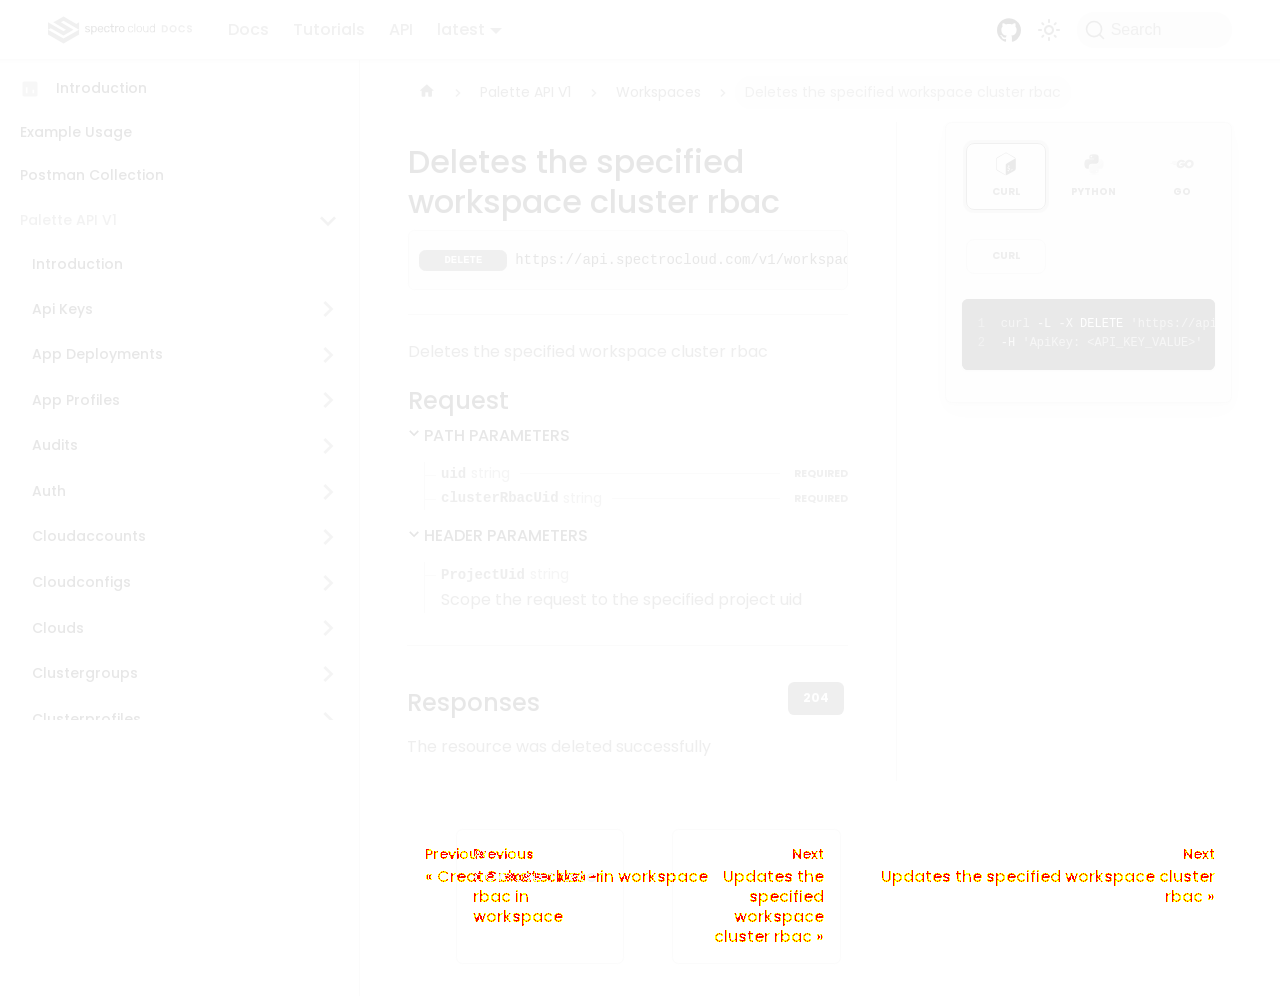 spectro cloud DOCS
Docs
Tutorials
API
latest
Search
Introduction
Example Usage
Postman Collection
Palette API V1
Introduction
Api Keys
App Deployments
App Profiles
Audits
Auth
Cloudaccounts
Cloudconfigs
Clouds
Clustergroups
Clusterprofiles
Palette API V1
Workspaces
Deletes the specified workspace cluster rbac
Deletes the specified
workspace cluster rbac
DELETE https://api.spectrocloud.com/v1/workspac
Deletes the specified workspace cluster rbac
Request
PATH PARAMETERS
uid string REQUIRED
clusterRbacUid string REQUIRED
HEADER PARAMETERS
ProjectUid string
Scope the request to the specified project uid
Responses
204
The resource was deleted successfully
CURL
PYTHON
GO
CURL
1 curl -L -X DELETE 'https://api
2 -H 'ApiKey: <API_KEY_VALUE>'
Previous
Previous
« Create in workspace
rbac in
workspace
Next
Updates the
specified
workspace
cluster rbac »
Next
Updates the specified workspace cluster
rbac »